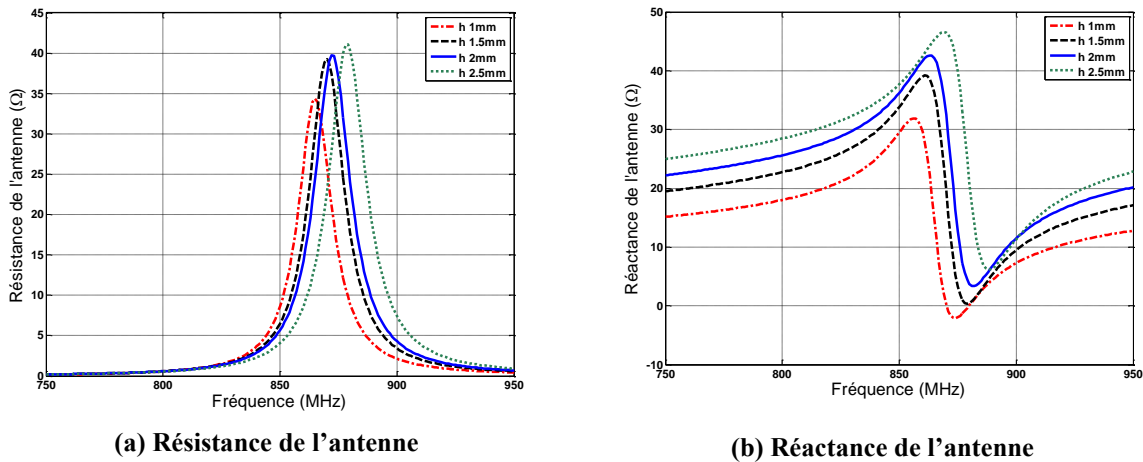 45
40
35
30
25
20
15
10
5
0
750
800
850
900
950
Résistance de l'antenne (Ω)
Fréquence (MHz)
h 1mm
h 1.5mm
h 2mm
h 2.5mm
(a) Résistance de l’antenne
50
40
30
20
10
0
-10
750
800
850
900
950
Réactance de l'antenne (Ω)
Fréquence (MHz)
h 1mm
h 1.5mm
h 2mm
h 2.5mm
(b) Réactance de l’antenne